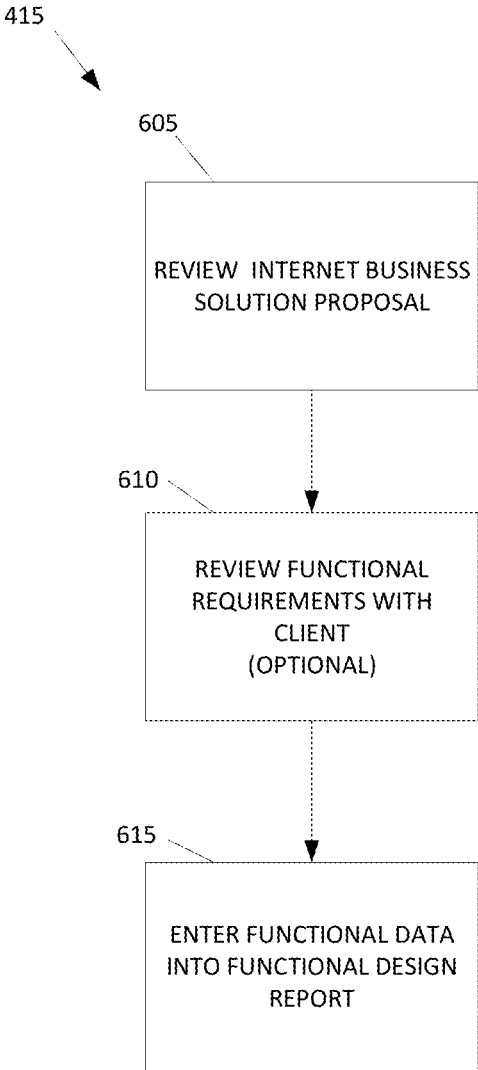 415
605
REVIEW INTERNET BUSINESS
SOLUTION PROPOSAL
610
REVIEW FUNCTIONAL
REQUIREMENTS WITH
CLIENT
(OPTIONAL)
615
ENTER FUNCTIONAL DATA
INTO FUNCTIONAL DESIGN
REPORT